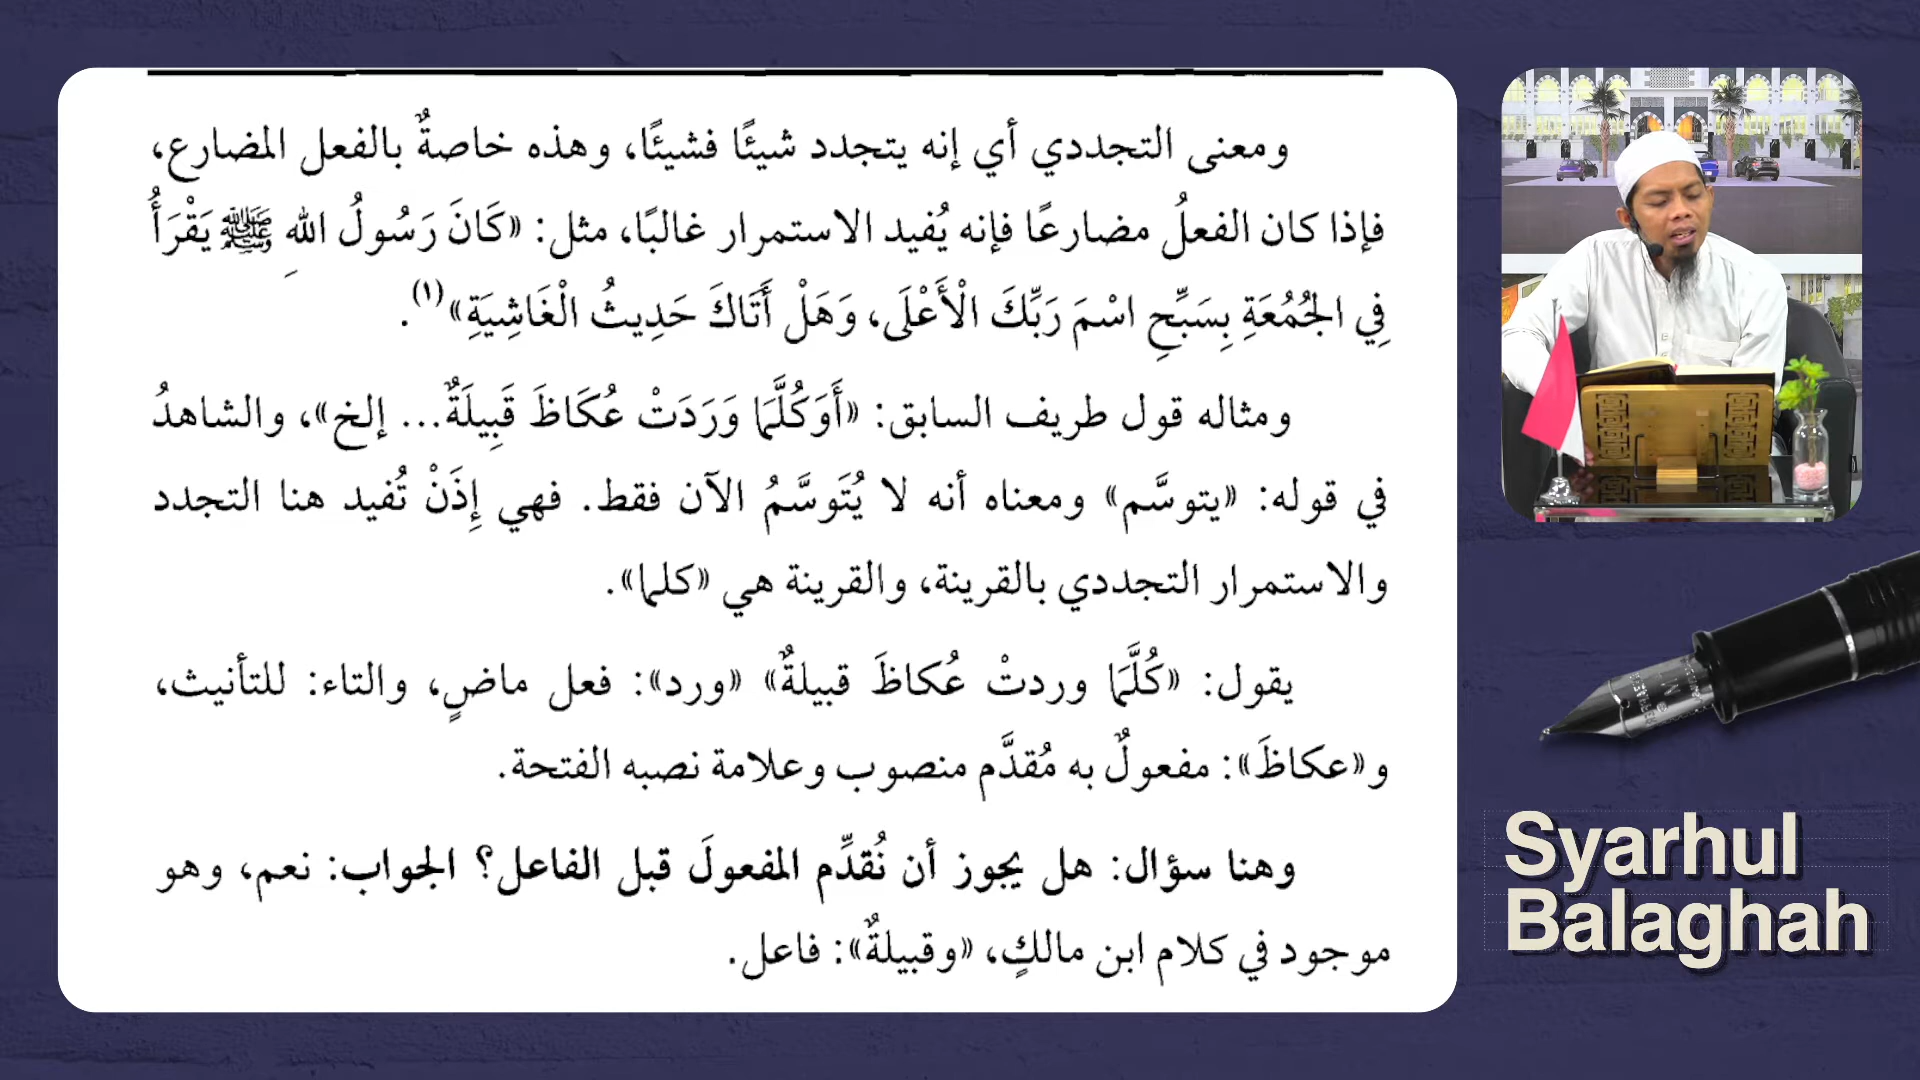 ومعنى التجددي أي إنه يتجدد شيئًا فشيئًا، وهذه خاصةٌ بالفعل المضارع،
فإذا كان الفعلُ مضارعًا فإنه يُفيد الاستمرار غالبًا، مثل: «كَانَ رَسُولُ اللهِ ﷺ يَقْرَأُ
فِي الْجُمُعَةِ بِسَبِّحِ اسْمَ رَبِّكَ الْأَعْلَى، وَهَلْ أَتَاكَ حَدِيثُ الْغَاشِيَةِ»(١).
ومثاله قول طريف السابق: «أَوَكُلَّمَا وَرَدَتْ عُكَاظَ قَبِيلَةٌ... إلخ»، والشاهدُ
في قوله: «يتوسَّم» ومعناه أنه لا يُتَوَسَّمُ الآن فقط. فهي إِذَنْ تُفيد هنا التجدد
والاستمرار التجددي بالقرينة، والقرينة هي «كلما».
يقول: «كُلَّمَا وردتْ عُكاظَ قبيلةٌ» «ورد»: فعل ماضٍ، والتاء: للتأنيث،
و«عكاظَ»: مفعولٌ به مُقدَّم منصوب وعلامة نصبه الفتحة.
وهنا سؤال: هل يجوز أن نُقدِّم المفعولَ قبل الفاعل؟ الجواب: نعم، وهو
موجود في كلام ابن مالكٍ، «وقبيلةٌ»: فاعل.
Syarhul
Balaghah